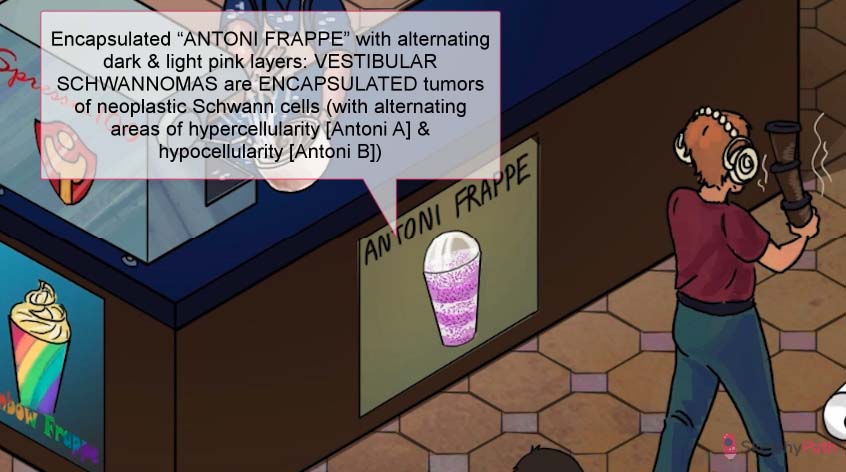 Encapsulated “ANTONI FRAPPE” with alternating
dark & light pink layers: VESTIBULAR
SCHWANNOMAS are ENCAPSULATED tumors
of neoplastic Schwann cells (with alternating
areas of hypercellularity [Antoni A] &
hypocellularity [Antoni B])
ANTONI FRAPPE
Frappe